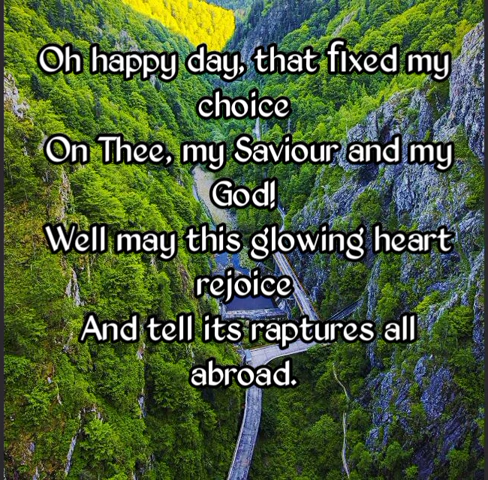 Oh happy day, that fixed my
choice
On Thee, my Saviour and my
God!
Well may this glowing heart
rejoice
And tell its raptures all
abroad.